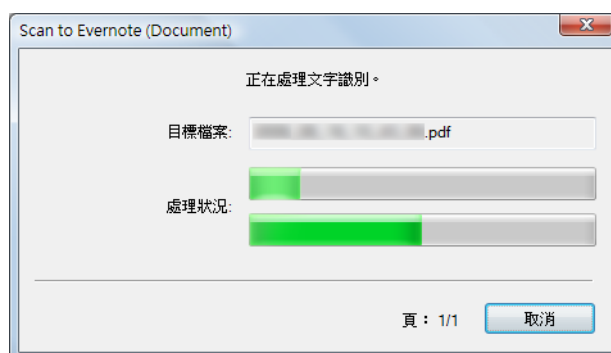 Scan to Evernote (Document)
正在處理文字識別。
目標檔案: .pdf
處理狀況:
頁： 1/1
取消